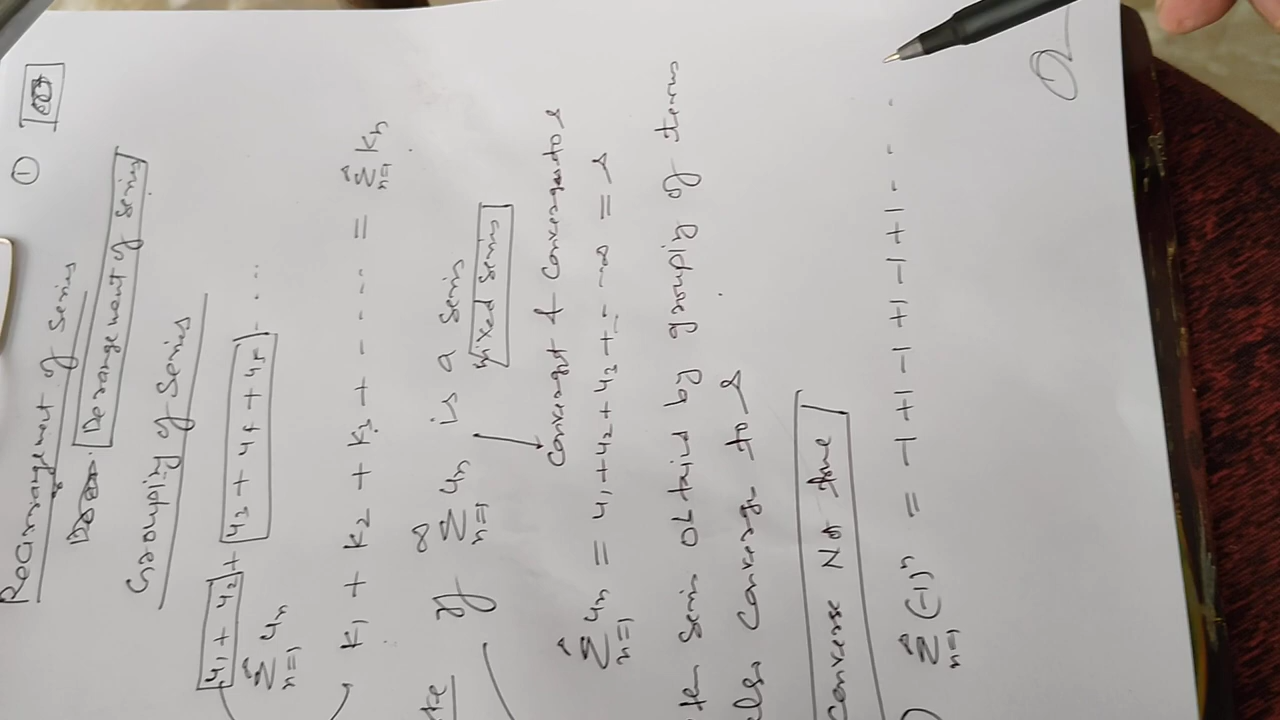 ①
Rearrangement of Series
Derangement of Series
Grouping of Series
u₁ + u₂ + u₃ + u₄ + u₅ ....
∞ Σ n=1 uₙ
k₁ + k₂ + k₃ + ----- = ∞ Σ n=1 kₙ
If ∞ Σ n=1 uₙ is a series
mixed series
Convergent & Converges to s
∞ Σ n=1 uₙ = u₁ + u₂ + u₃ + --- ∞ = s
then series obtained by grouping of terms
also converge to s
Converse Not true
∞ Σ n=1 (-1)ⁿ = -1 + 1 - 1 + 1 - 1 + 1 - - -